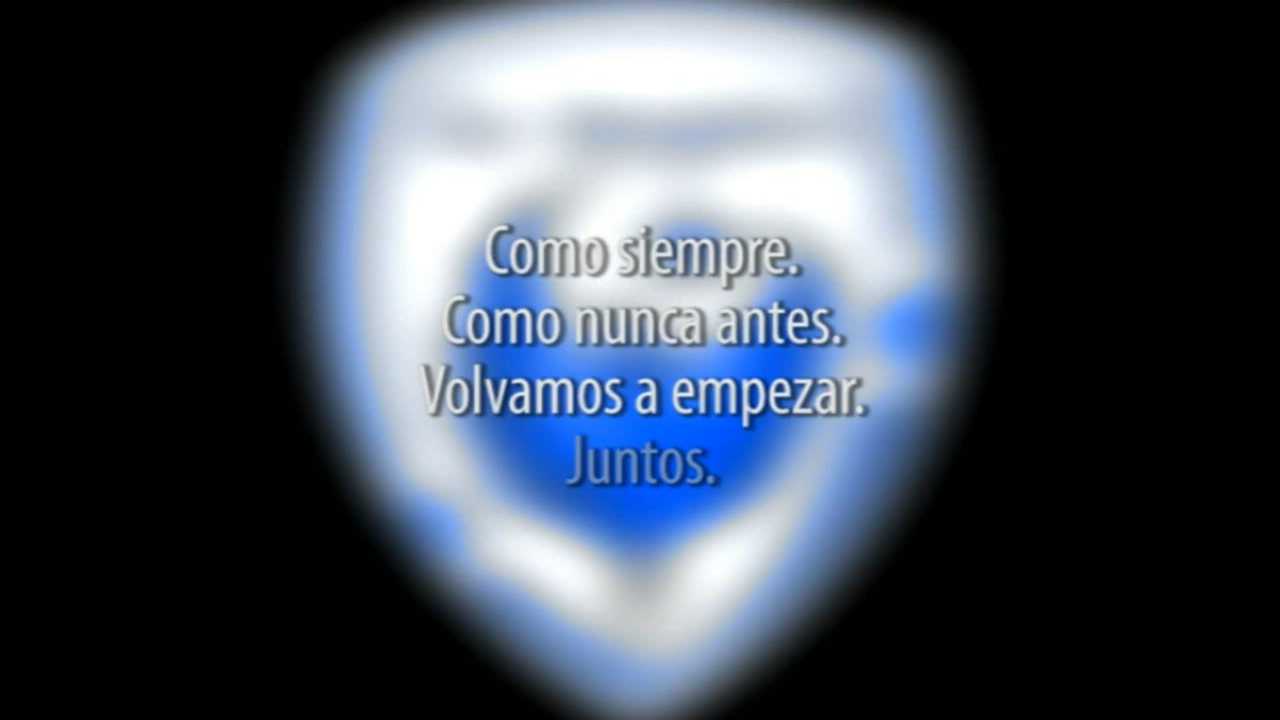 Como siempre.
Como nunca antes.
Volvamos a empezar.
Juntos.